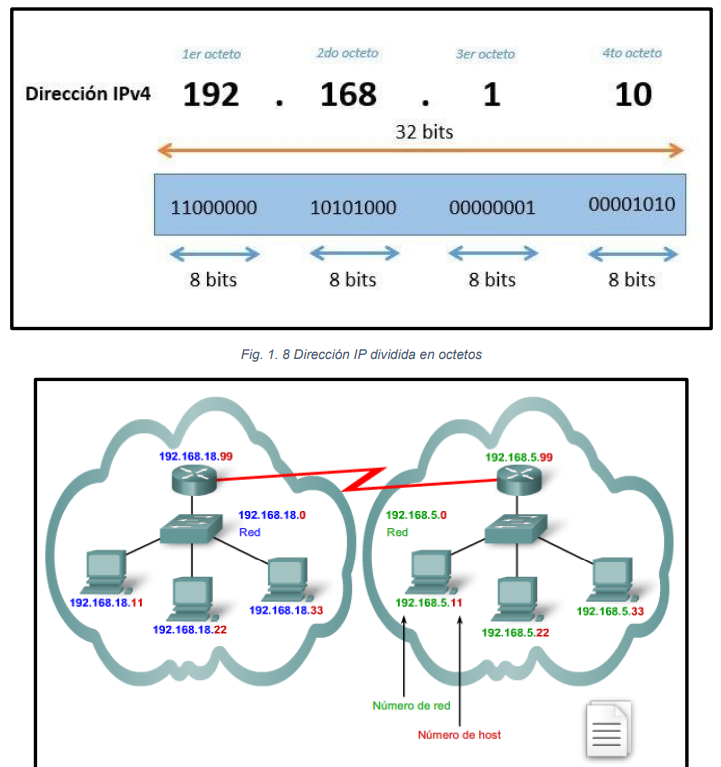 1er octeto 2do octeto 3er octeto 4to octeto
Dirección IPv4 192 . 168 . 1 10
32 bits
11000000 10101000 00000001 00001010
8 bits 8 bits 8 bits 8 bits
Fig. 1. 8 Dirección IP dividida en octetos
192.168.18.99 192.168.5.99
192.168.18.0 192.168.5.0
Red Red
192.168.18.11 192.168.18.33 192.168.5.11 192.168.5.33
192.168.18.22 192.168.5.22
Número de red
Número de host